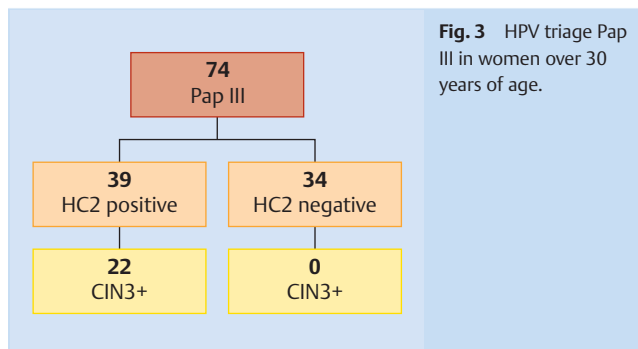 74
Pap III
39
HC2 positive
34
HC2 negative
22
CIN3+
0
CIN3+
Fig. 3 HPV triage Pap
III in women over 30
years of age.